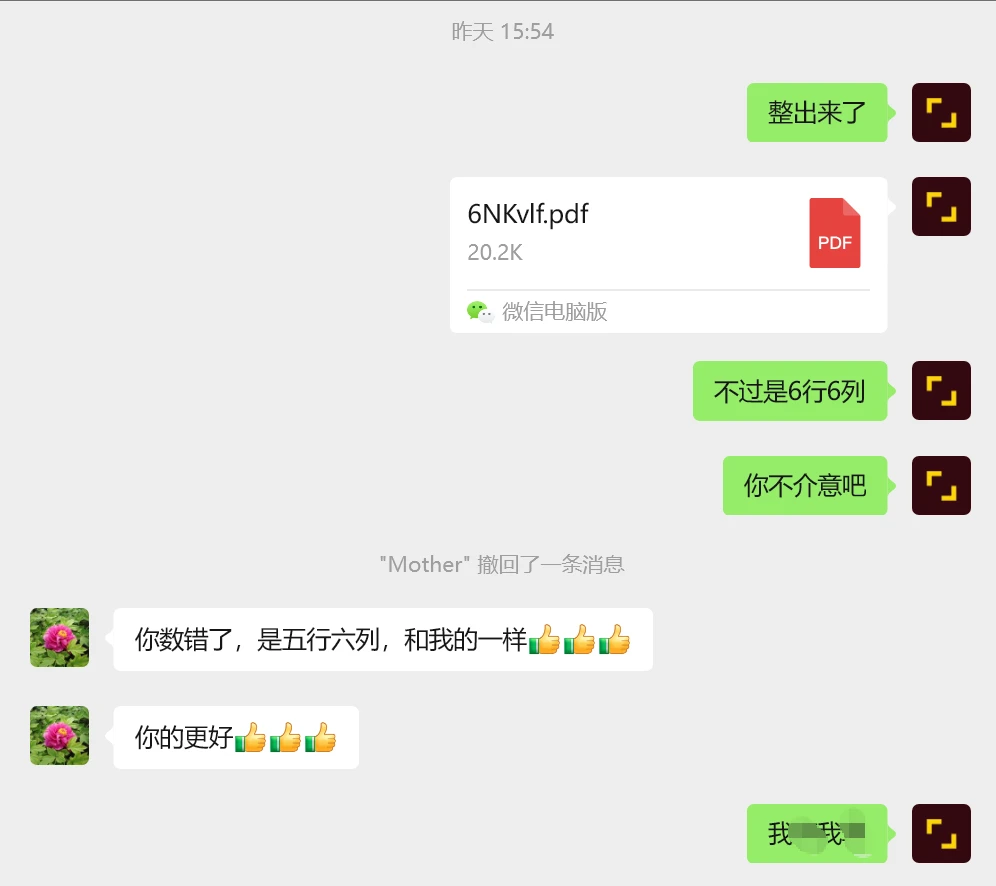 昨天 15:54
整出来了
6NKvlf.pdf
20.2K
PDF
微信电脑版
不过是6行6列
你不介意吧
"Mother" 撤回了一条消息
你数错了，是五行六列，和我的一样
你的更好
我 我